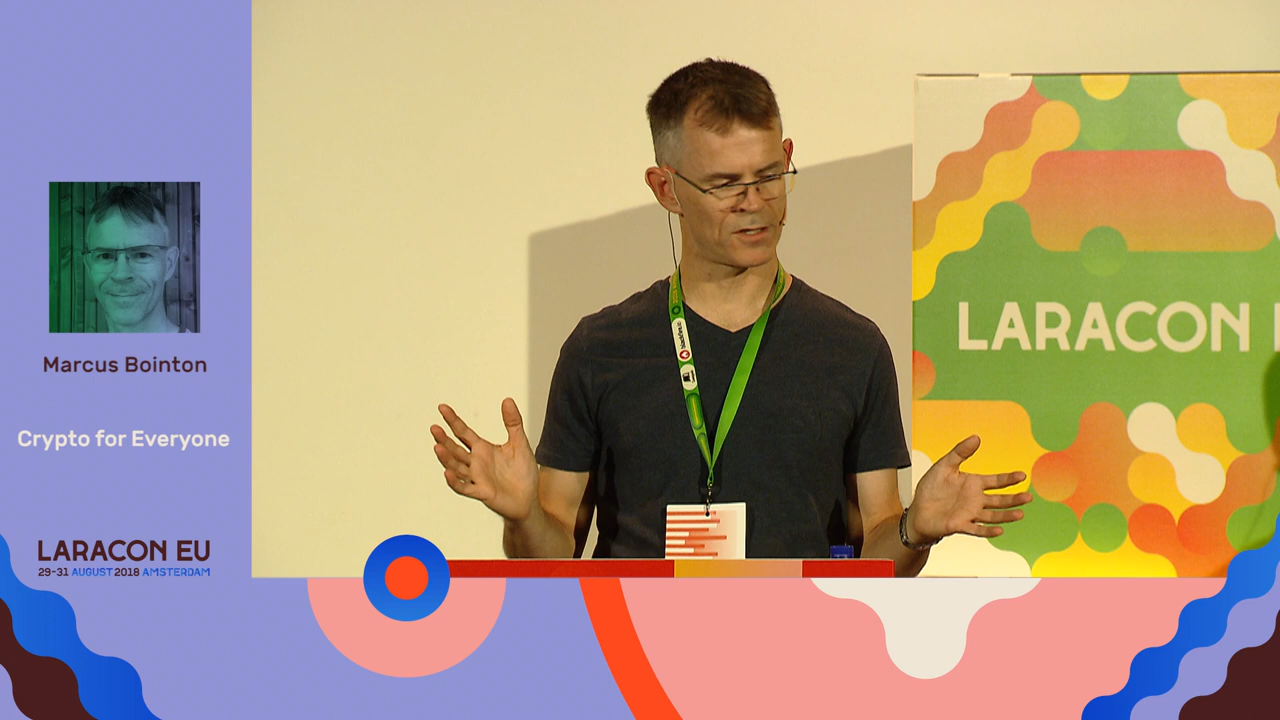 Marcus Bointon
Crypto for Everyone
LARACON EU
29-31 AUGUST 2018 AMSTERDAM
LARACON